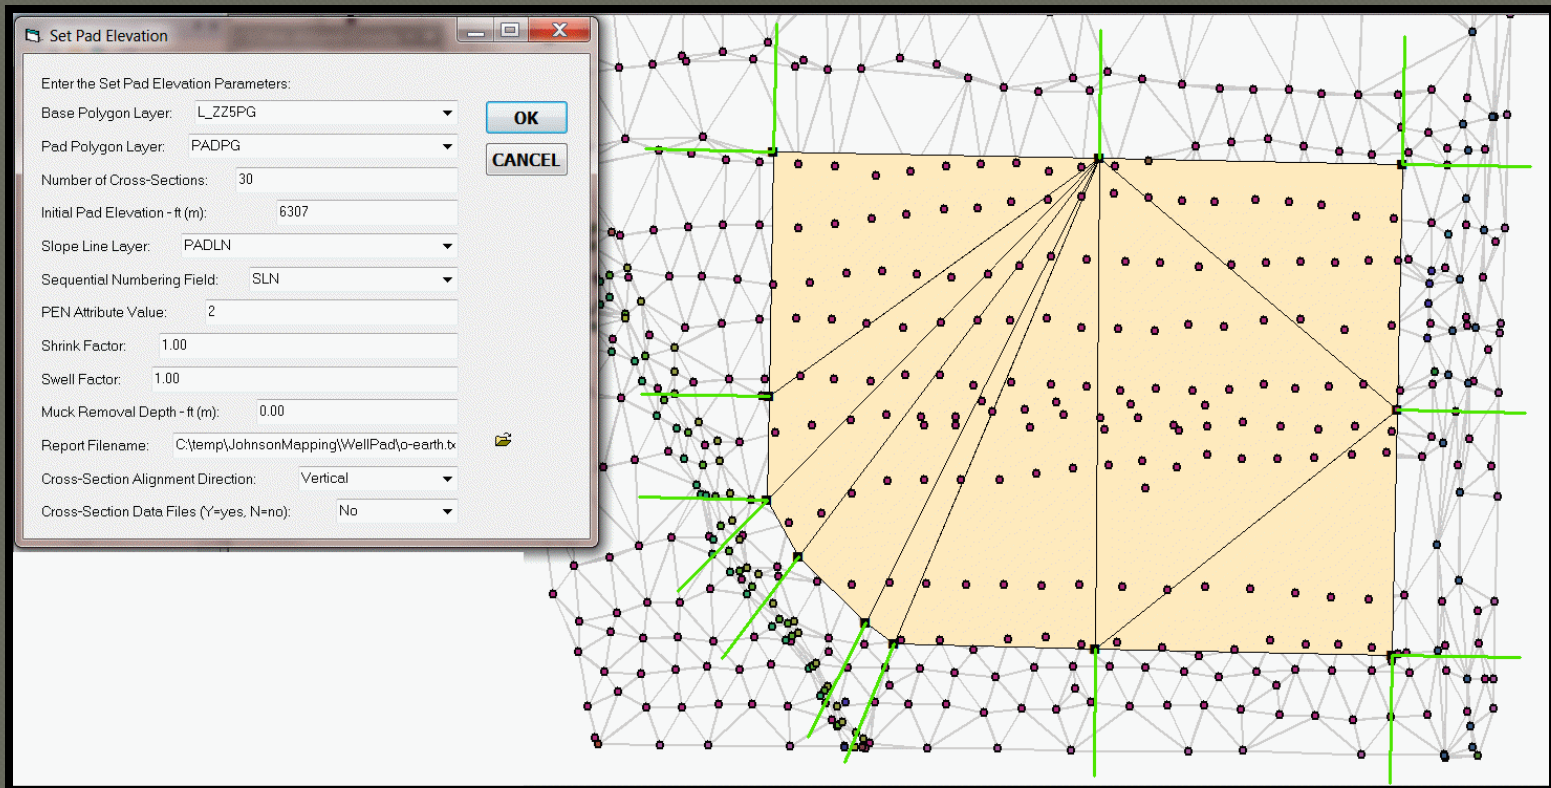 Set Pad Elevation
Enter the Set Pad Elevation Parameters:
Base Polygon Layer: L_ZZ5PG
OK
Pad Polygon Layer: PADPG
CANCEL
Number of Cross-Sections: 30
Initial Pad Elevation - ft (m): 6307
Slope Line Layer: PADLN
Sequential Numbering Field: SLN
PEN Attribute Value: 2
Shrink Factor: 1.00
Swell Factor: 1.00
Muck Removal Depth - ft (m): 0.00
Report Filename: C:\temp\JohnsonMapping\WellPad\o-earth.tx
Cross-Section Alignment Direction: Vertical
Cross-Section Data Files (Y=yes, N=no): No